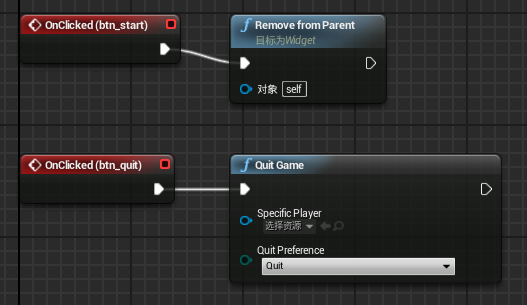 OnClicked (btn_start)
Remove from Parent
目标为Widget
对象 self
OnClicked (btn_quit)
Quit Game
Specific Player
选择资源
Quit Preference
Quit